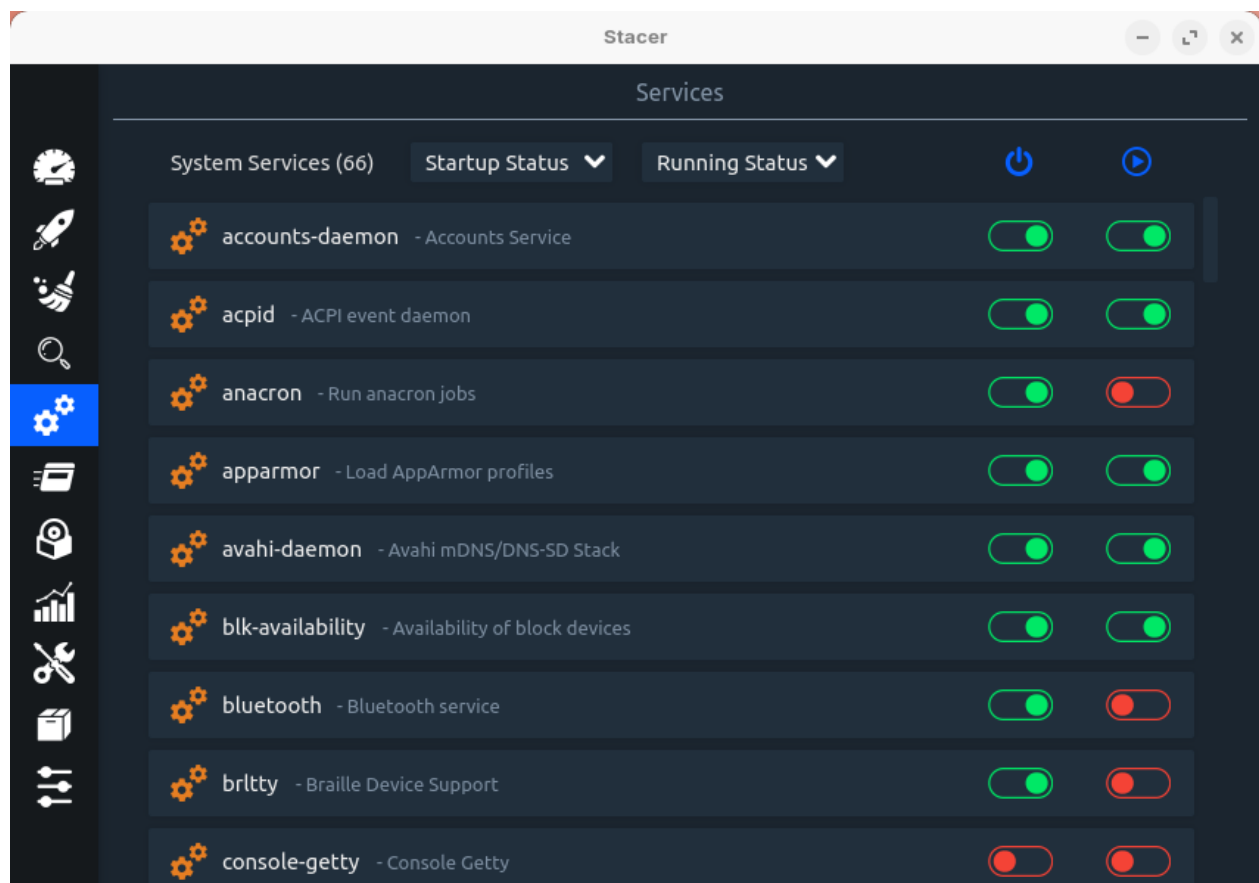 Stacer
Services
System Services (66) Startup Status Running Status
accounts-daemon - Accounts Service
acpid - ACPI event daemon
anacron - Run anacron jobs
apparmor - Load AppArmor profiles
avahi-daemon - Avahi mDNS/DNS-SD Stack
blk-availability - Availability of block devices
bluetooth - Bluetooth service
brltty - Braille Device Support
console-getty - Console Getty